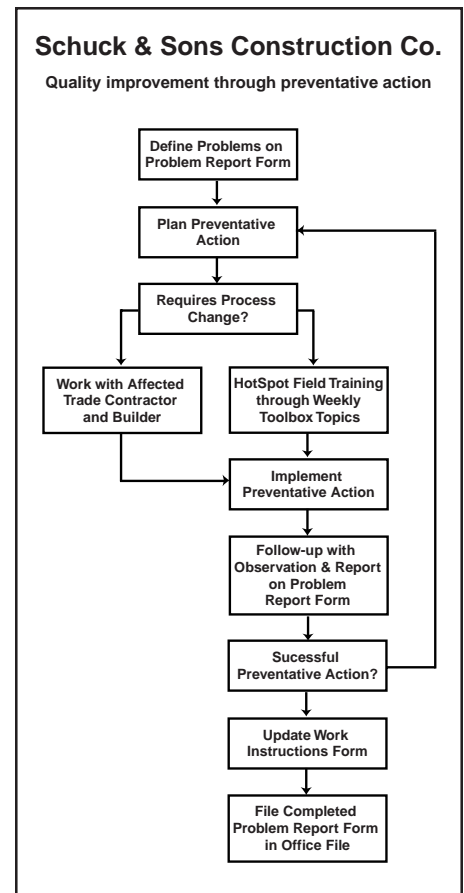 Schuck & Sons Construction Co.
Quality improvement through preventative action
Define Problems on
Problem Report Form
Plan Preventative
Action
Requires Process
Change?
Work with Affected
Trade Contractor
and Builder
HotSpot Field Training
through Weekly
Toolbox Topics
Implement
Preventative Action
Follow-up with
Observation & Report
on Problem
Report Form
Sucessful
Preventative Action?
Update Work
Instructions Form
File Completed
Problem Report Form
in Office File